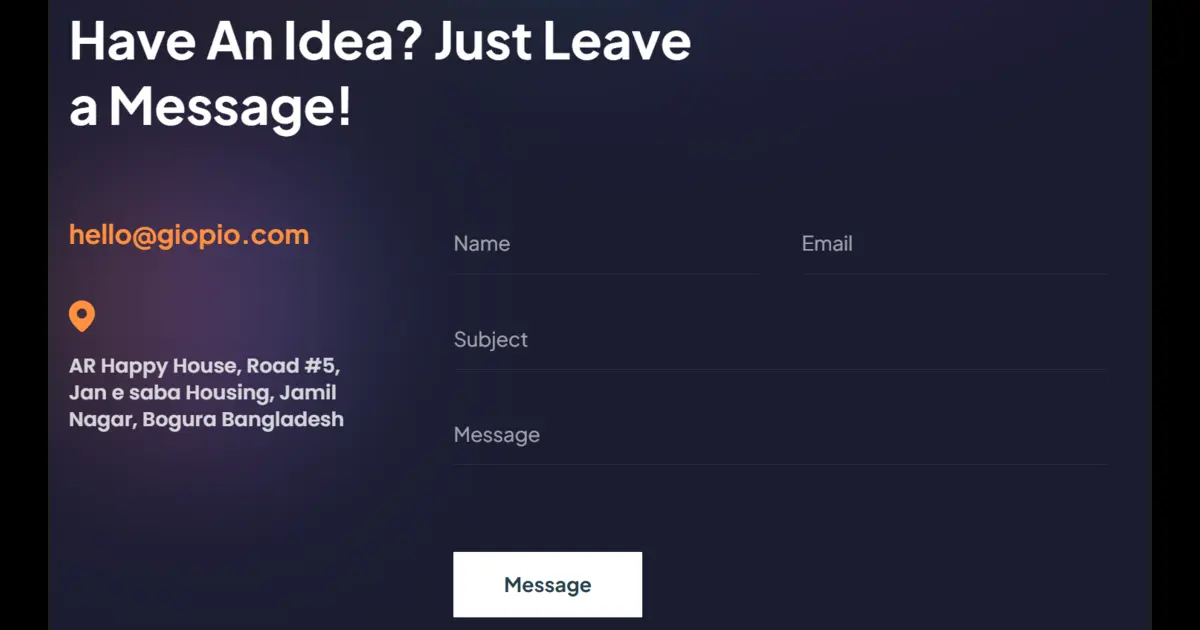 Have An Idea? Just Leave
a Message!
hello@giopio.com
AR Happy House, Road #5,
Jan e saba Housing, Jamil
Nagar, Bogura Bangladesh
Name
Email
Subject
Message
Message